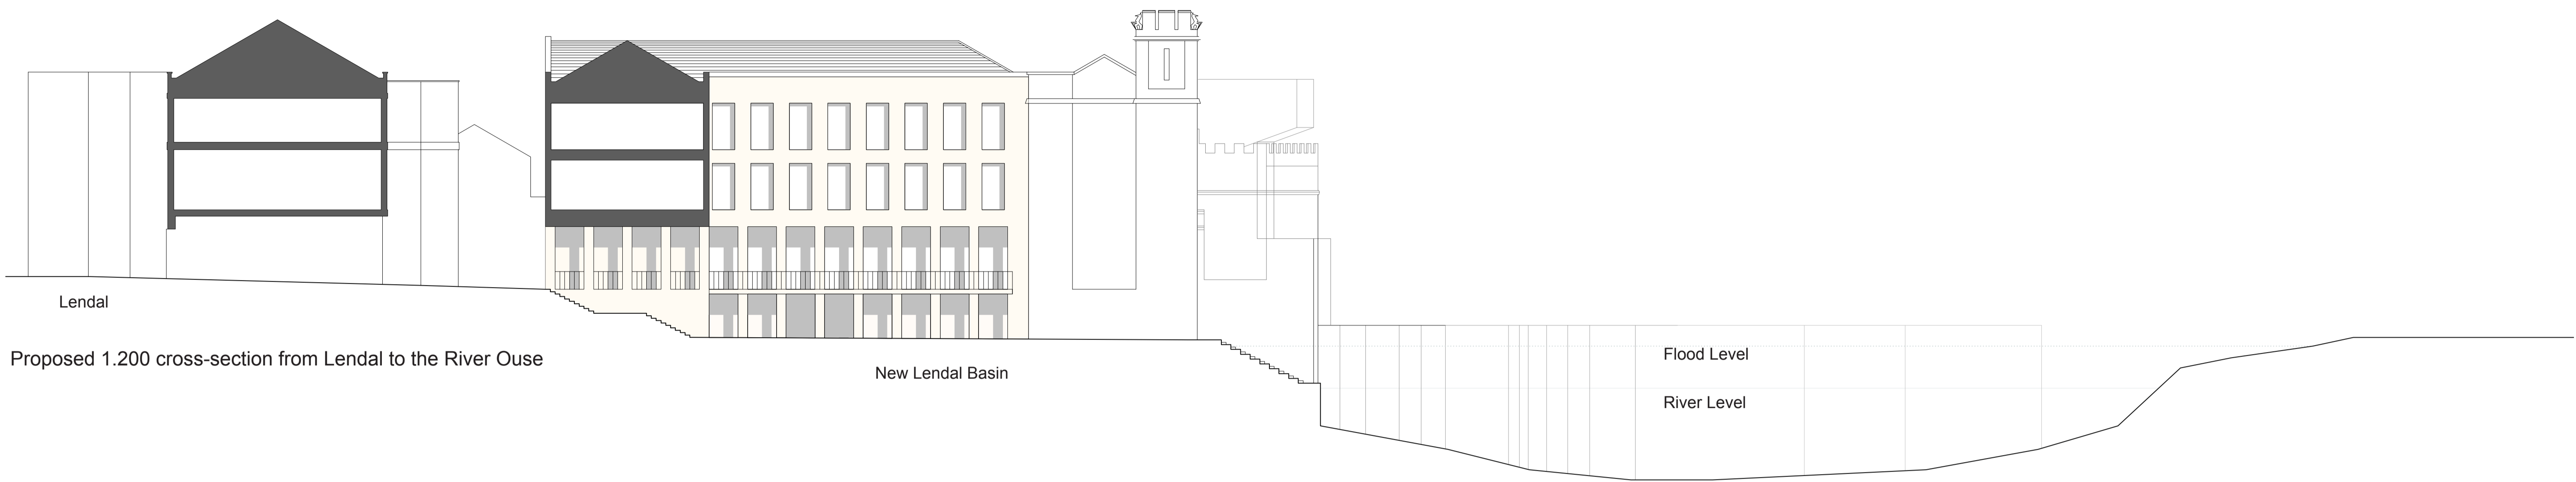 Lendal
Proposed 1.200 cross-section from Lendal to the River Ouse
New Lendal Basin
Flood Level
River Level